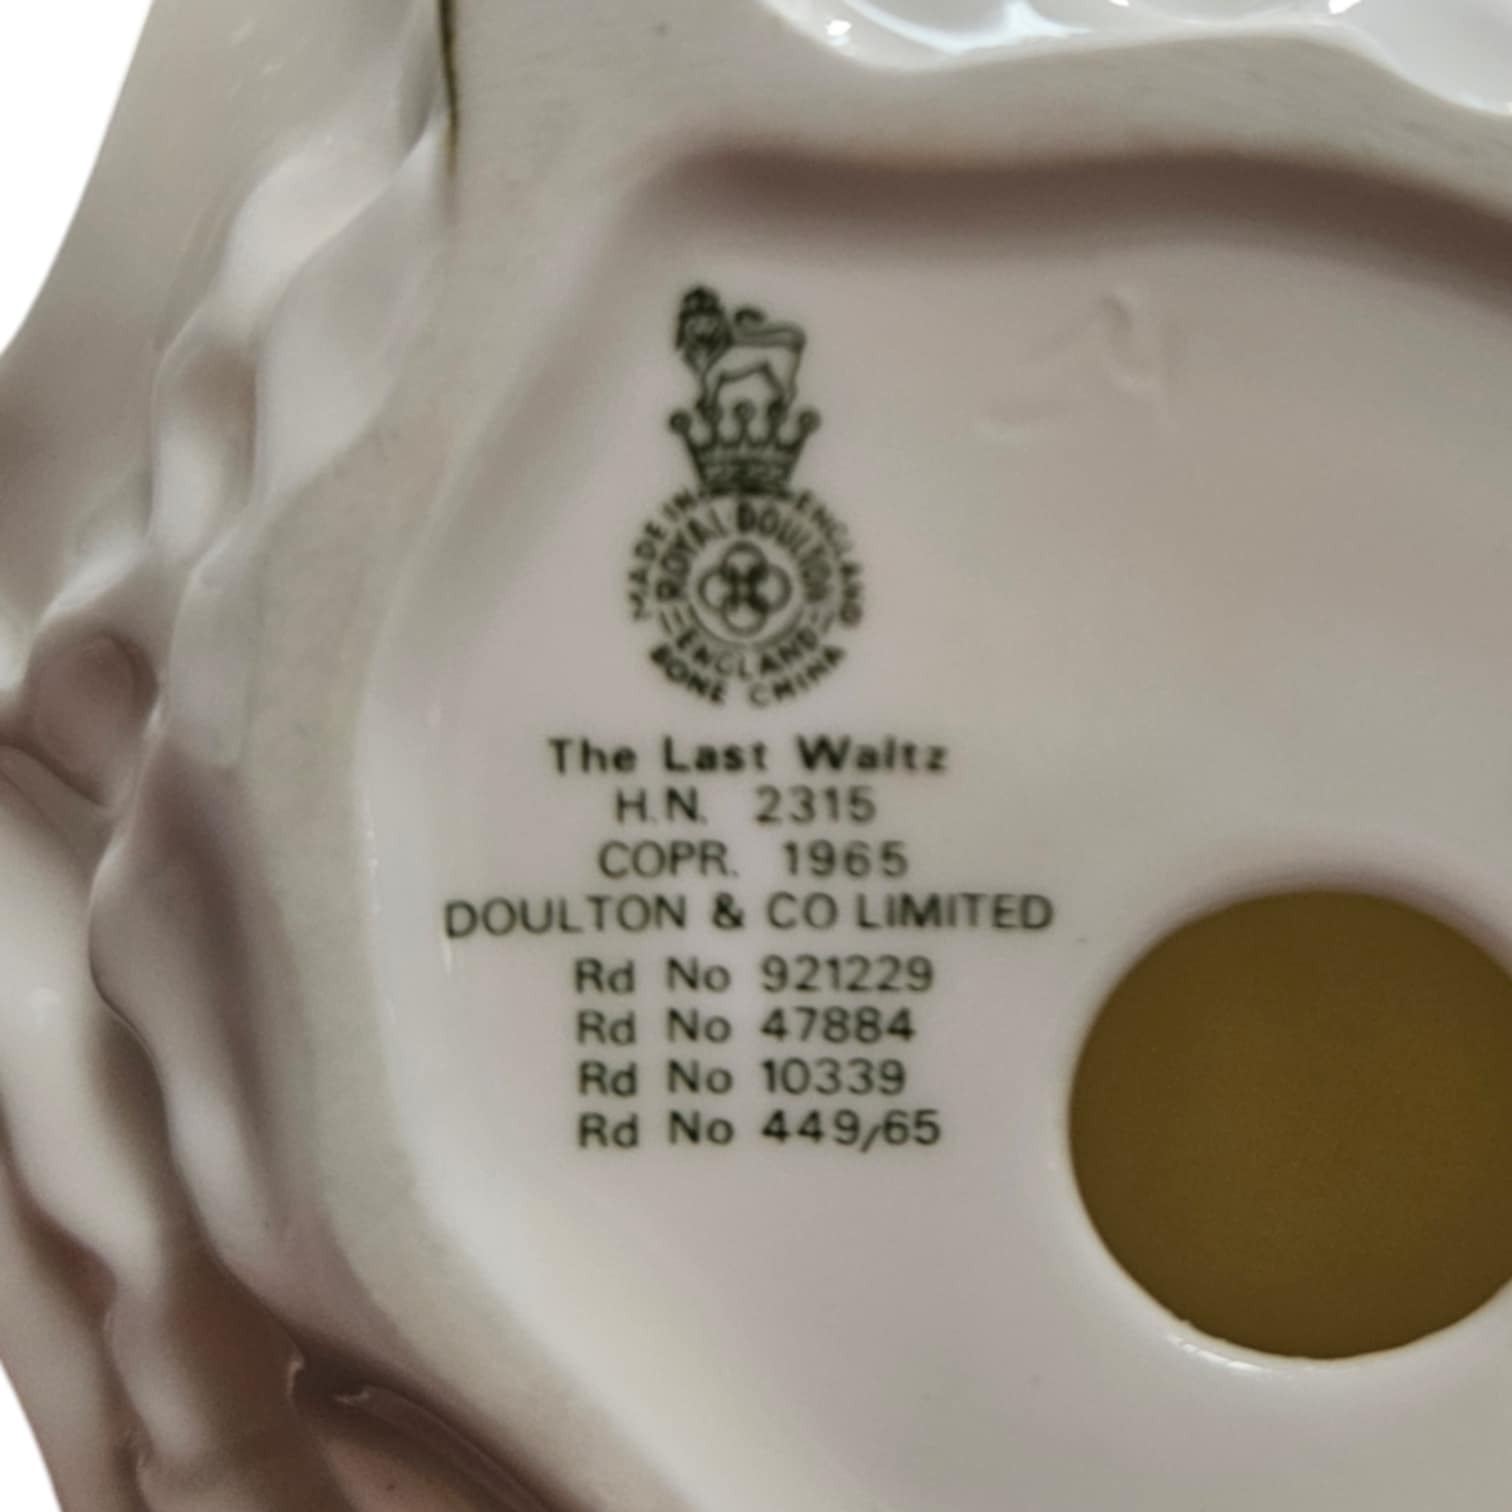 MADE IN ENGLAND
ROYAL DOULTON
ENGLAND
BONE CHINA
The Last Waltz
H.N. 2315
COPR. 1965
DOULTON & CO LIMITED
Rd No 921229
Rd No 47884
Rd No 10339
Rd No 449/65